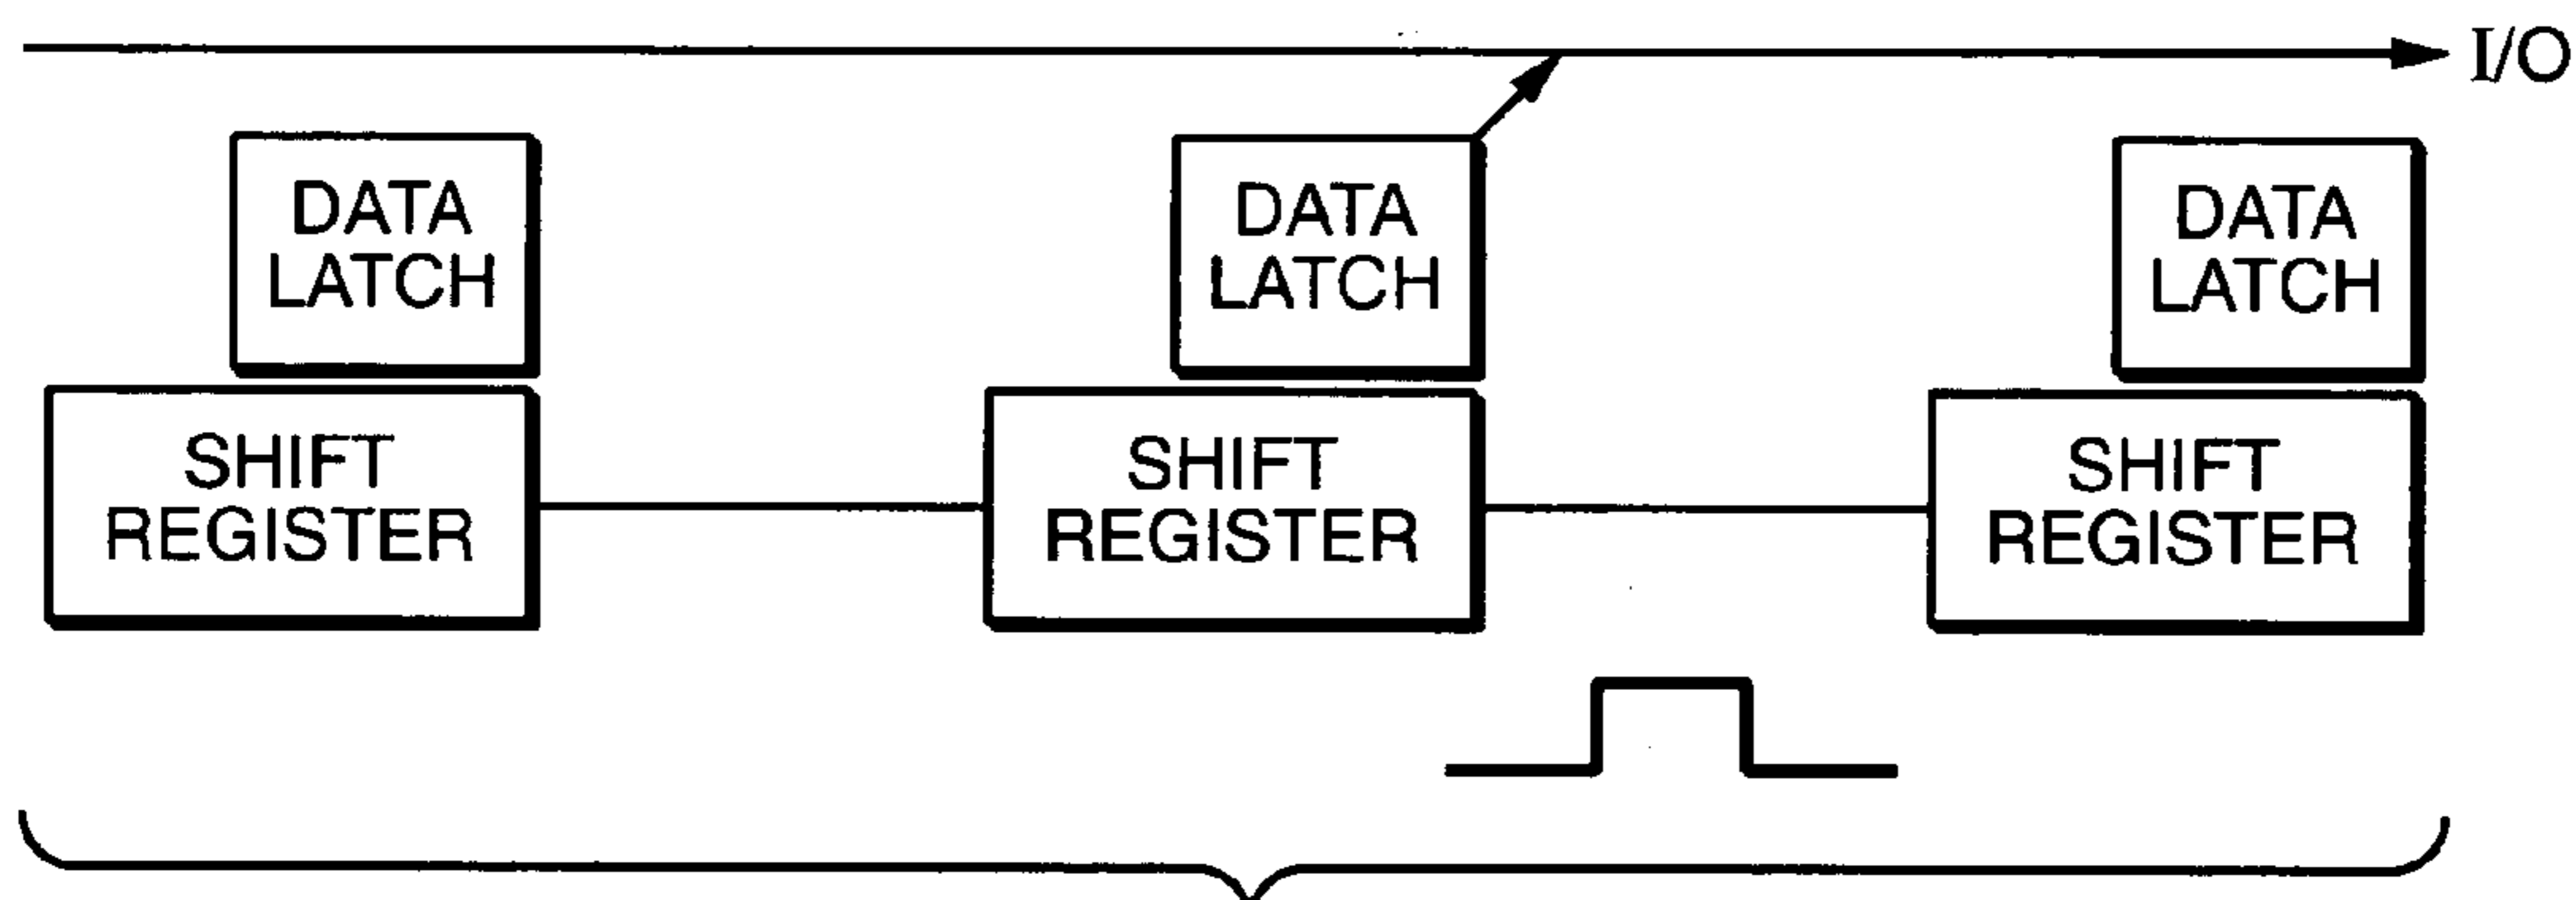 I/O
DATA
LATCH
DATA
LATCH
DATA
LATCH
SHIFT
REGISTER
SHIFT
REGISTER
SHIFT
REGISTER